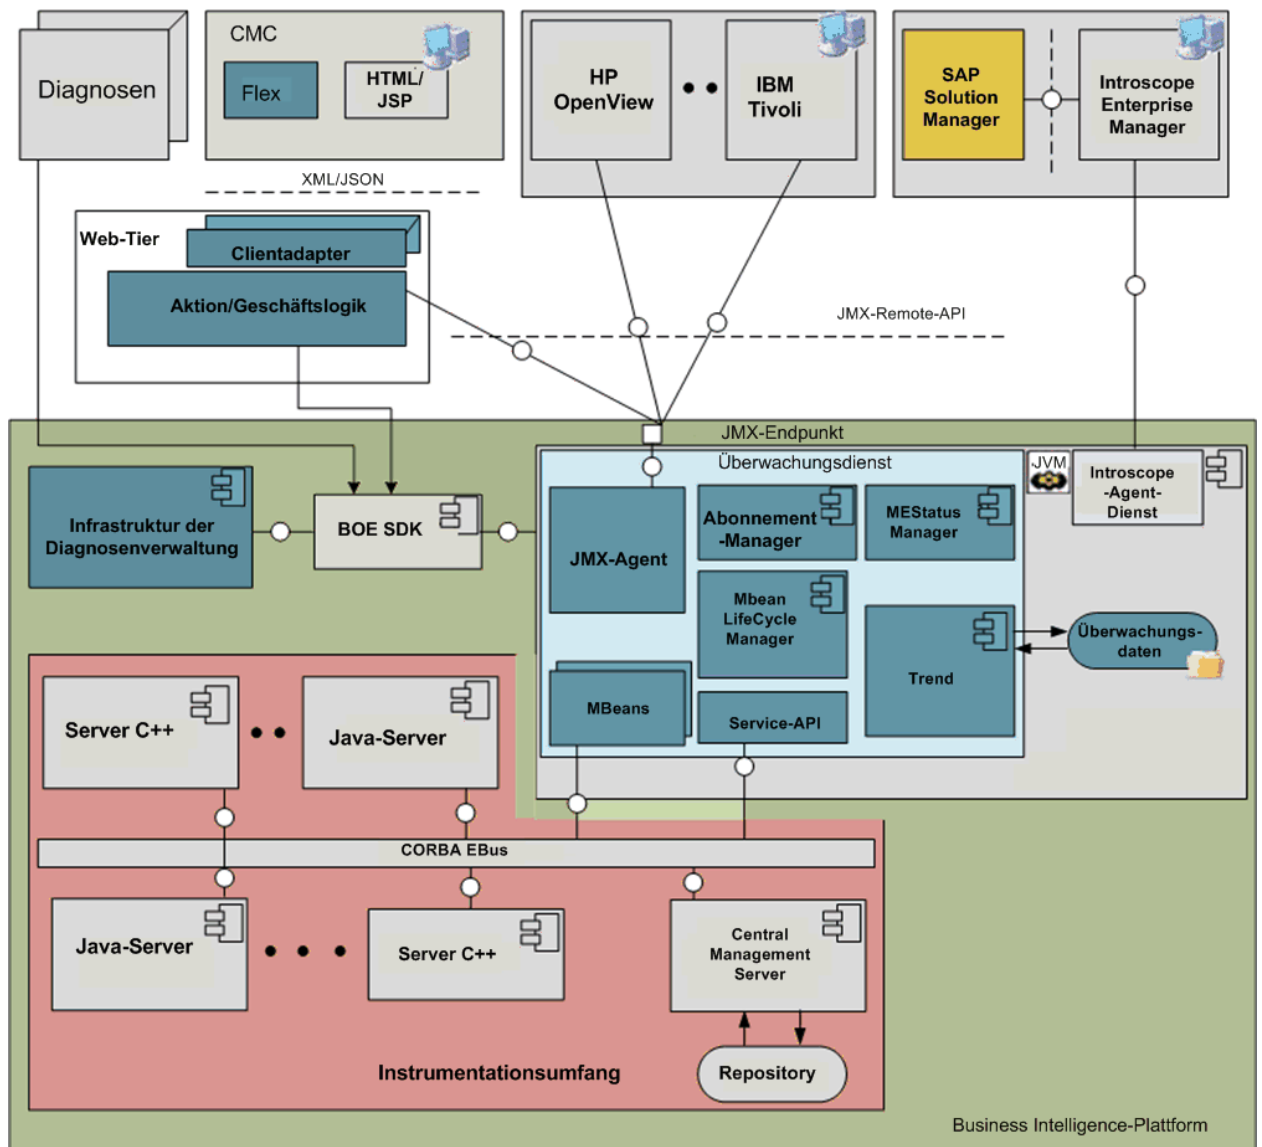 Diagnosen
CMC
Flex
HTML/
JSP
HP
OpenView
IBM
Tivoli
SAP
Solution
Manager
Introscope
Enterprise
Manager
XML/JSON
Web-Tier
Clientadapter
Aktion/Geschäftslogik
JMX-Remote-API
JMX-Endpunkt
Überwachungsdienst
JVM
Introscope
-Agent-
Dienst
Infrastruktur der
Diagnosenverwaltung
BOE SDK
JMX-Agent
Abonnement
-Manager
MEStatus
Manager
Mbean
LifeCycle
Manager
Trend
Überwachungs-
daten
MBeans
Service-API
Server C++
Java-Server
CORBA EBus
Java-Server
Server C++
Central
Management
Server
Repository
Instrumentationsumfang
Business Intelligence-Plattform